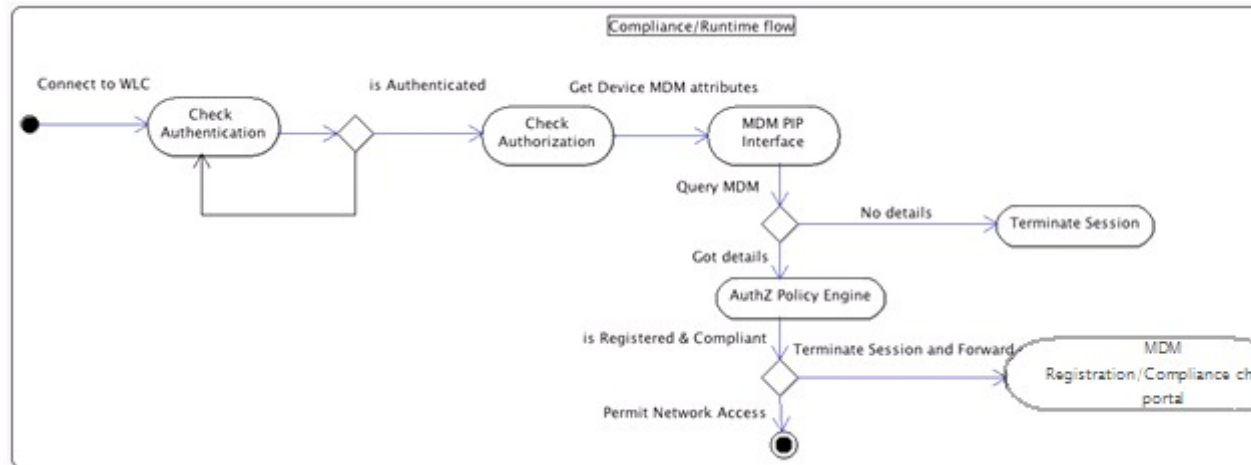 Compliance/Runtime flow
Connect to WLC
is Authenticated
Get Device MDM attributes
Check
Authentication
Check
Authorization
MDM PIP
Interface
Query MDM
No details
Terminate Session
Got details
AuthZ Policy Engine
is Registered & Compliant
Terminate Session and Forward
MDM
Registration/Compliance
portal
Permit Network Access